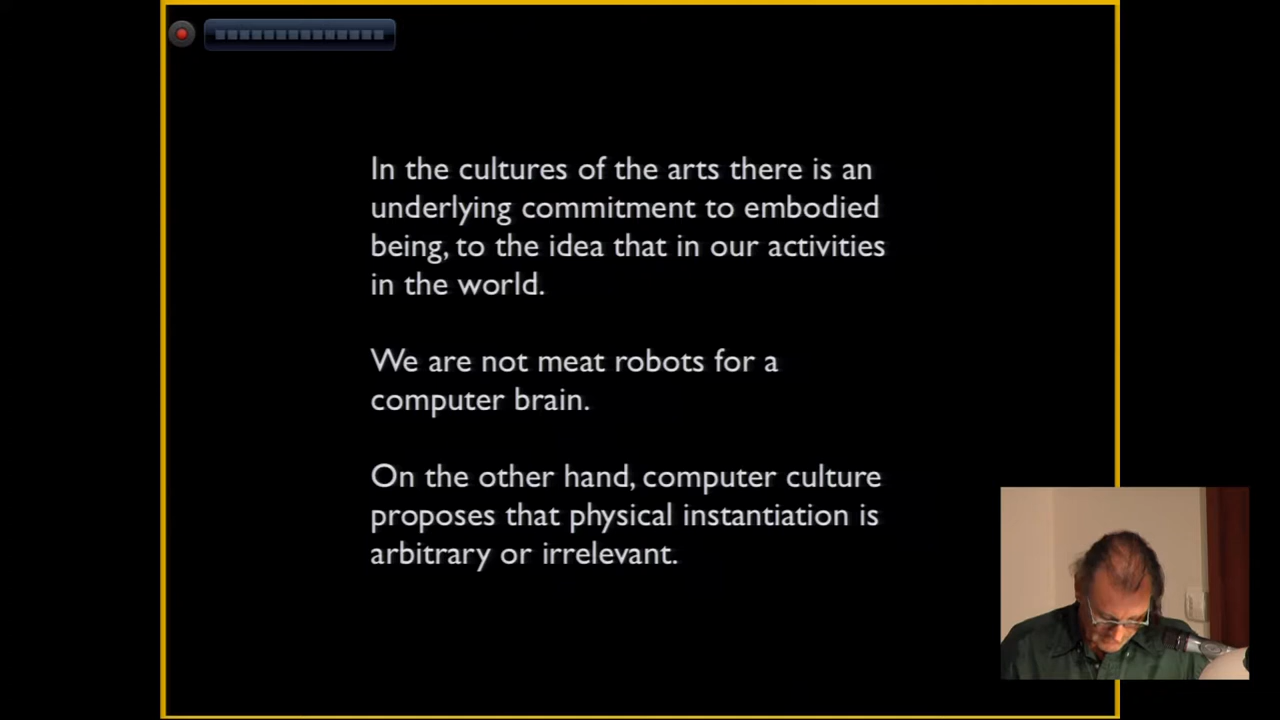 In the cultures of the arts there is an
underlying commitment to embodied
being, to the idea that in our activities
in the world.
We are not meat robots for a
computer brain.
On the other hand, computer culture
proposes that physical instantiation is
arbitrary or irrelevant.